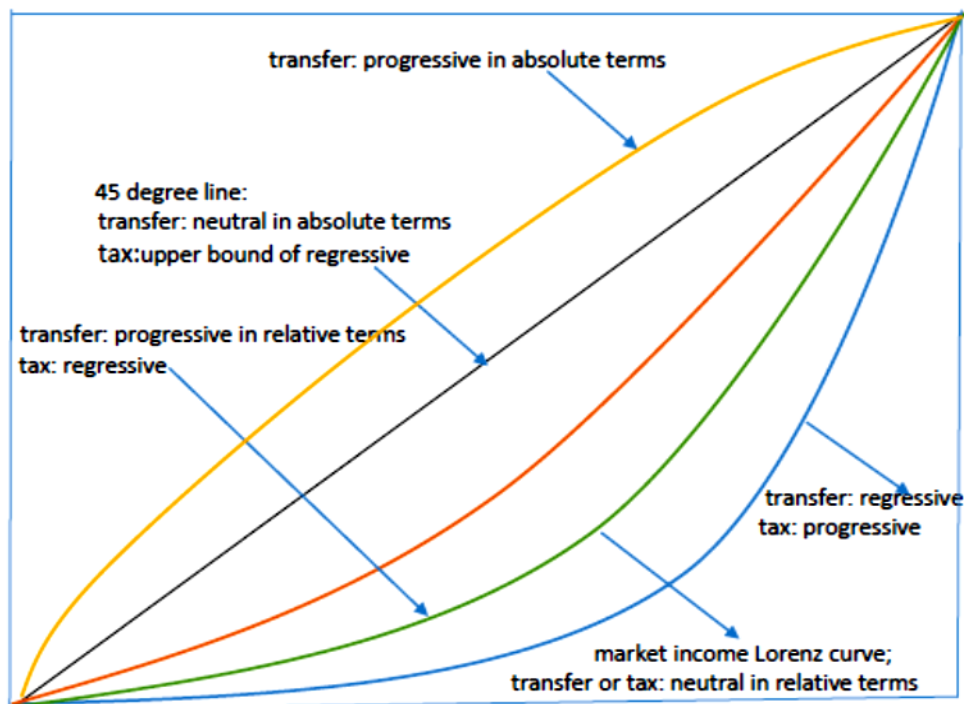 transfer: progressive in absolute terms
45 degree line:
transfer: neutral in absolute terms
tax:upper bound of regressive
transfer: progressive in relative terms
tax: regressive
transfer: regressive
tax: progressive
market income Lorenz curve;
transfer or tax: neutral in relative terms